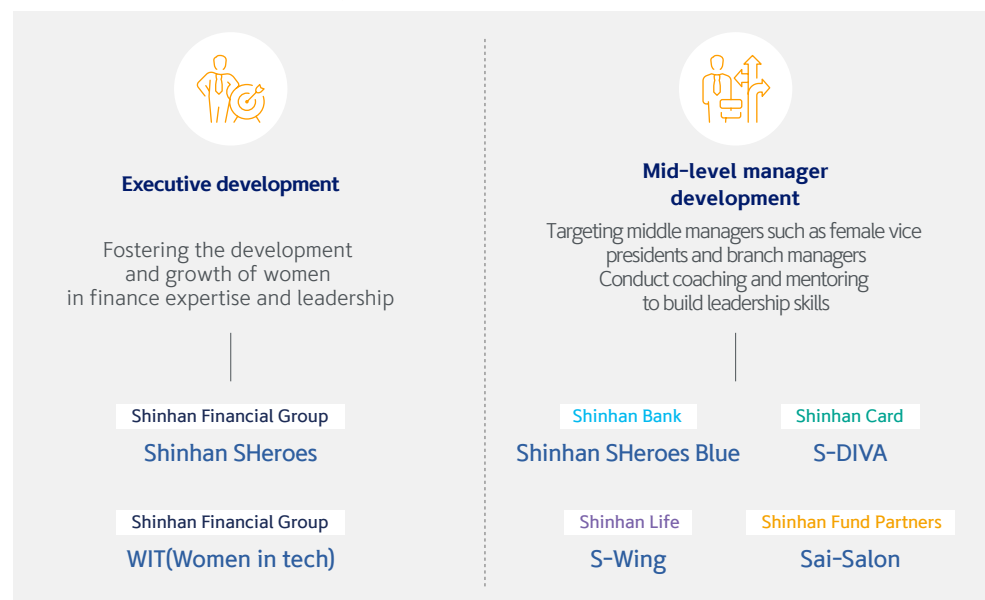 Executive development
Fostering the development
and growth of women
in finance expertise and leadership
Shinhan Financial Group
Shinhan SHeroes
Shinhan Financial Group
WIT(Women in tech)
Mid-level manager
development
Targeting middle managers such as female vice
presidents and branch managers
Conduct coaching and mentoring
to build leadership skills
Shinhan Bank
Shinhan SHeroes Blue
Shinhan Card
S-DIVA
Shinhan Life
S-Wing
Shinhan Fund Partners
Sai-Salon